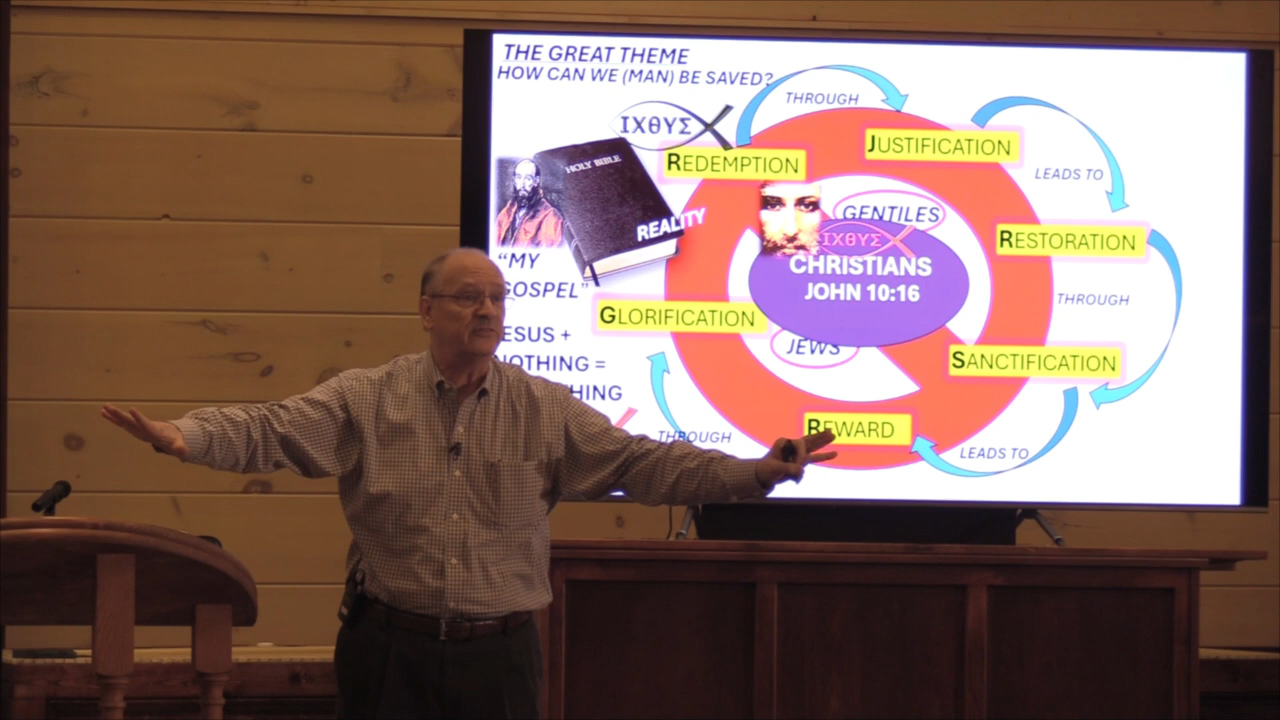 THE GREAT THEME
HOW CAN WE (MAN) BE SAVED?
THROUGH
ΙΧΘΥΣ
HOLY BIBLE
REALITY
REDEMPTION
JUSTIFICATION
LEADS TO
GENTILES
ΙΧΘΥΣ
CHRISTIANS
JOHN 10:16
RESTORATION
THROUGH
"MY
GOSPEL"
GLORIFICATION
JEWS
SANCTIFICATION
ESUS +
NOTHING =
HING
THROUGH
REWARD
LEADS TO